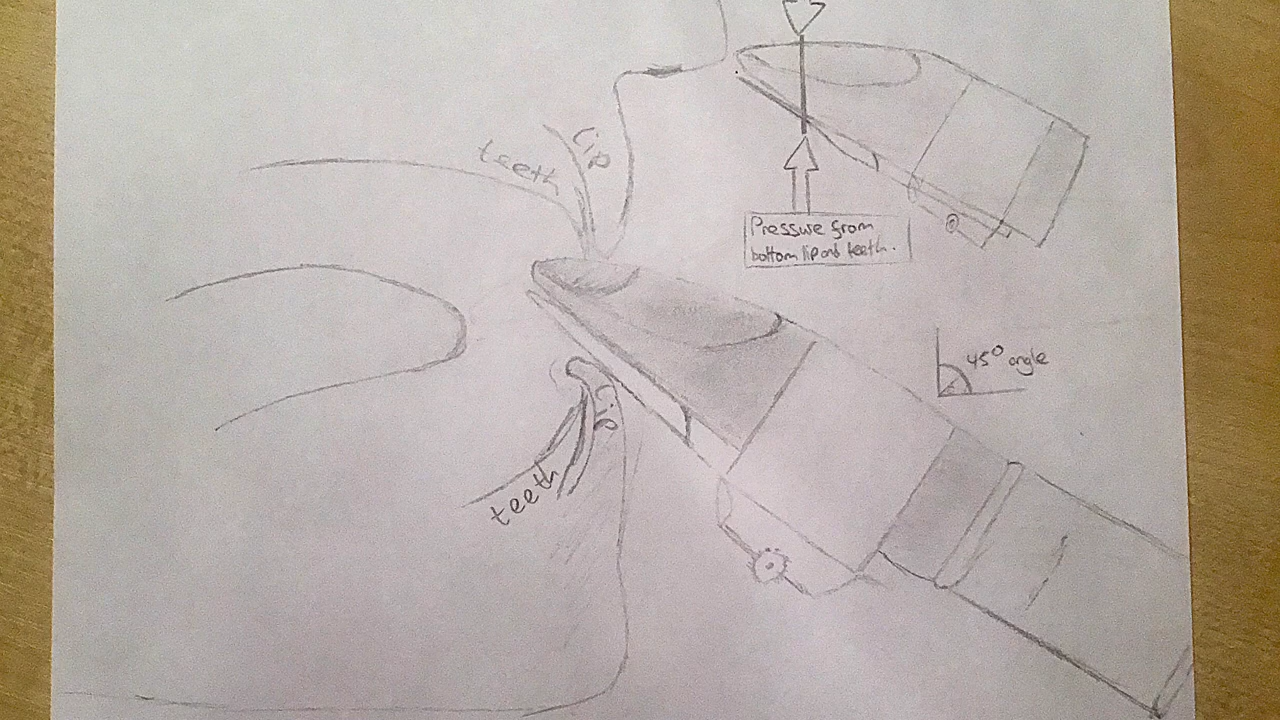 teeth
Lip
Pressure from
bottom lip and teeth.
45° angle
Lip
teeth